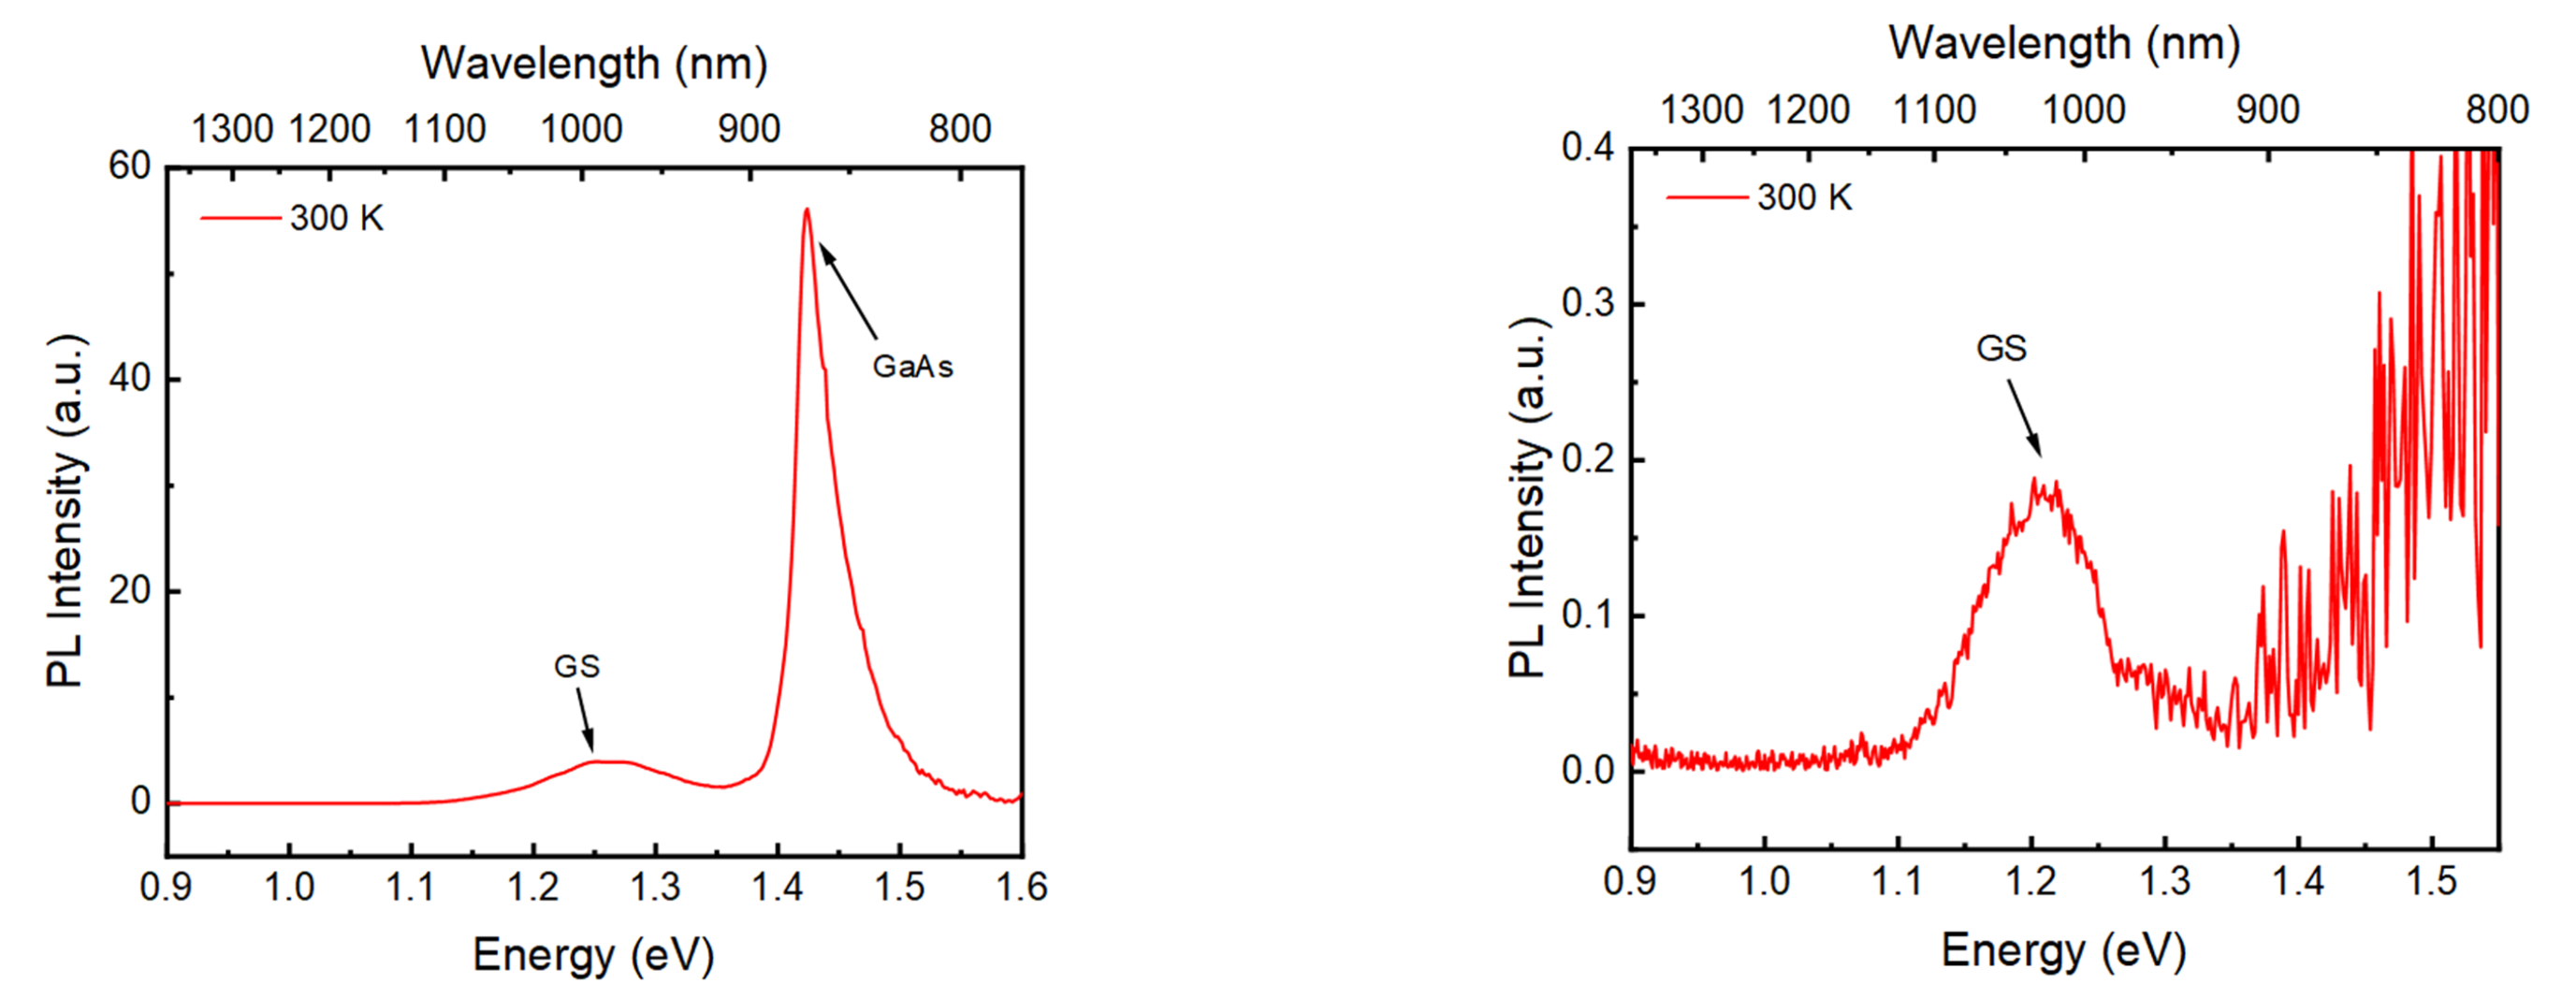 Wavelength (nm)
1300 1200 1100 1000 900 800
60
300 K
GaAs
40
PL Intensity (a.u.)
20
GS
0
0.9 1.0 1.1 1.2 1.3 1.4 1.5 1.6
Energy (eV)
Wavelength (nm)
1300 1200 1100 1000 900 800
0.4
300 K
0.3
GS
0.2
PL Intensity (a.u.)
0.1
0.0
0.9 1.0 1.1 1.2 1.3 1.4 1.5
Energy (eV)